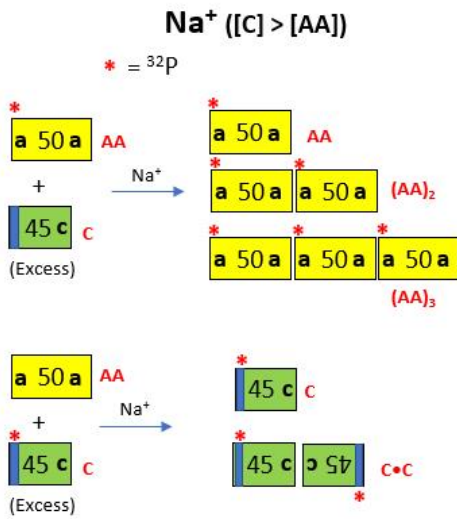 Na⁺ ([C] > [AA])
* = ³²P
*
a 50 a AA
+
45 c C
(Excess)
Na⁺
*
a 50 a AA
* *
a 50 a a 50 a (AA)₂
* * *
a 50 a a 50 a a 50 a
(AA)₃
a 50 a AA
+
*
45 c C
(Excess)
Na⁺
*
45 c C
*
45 c 45 c C•C
*